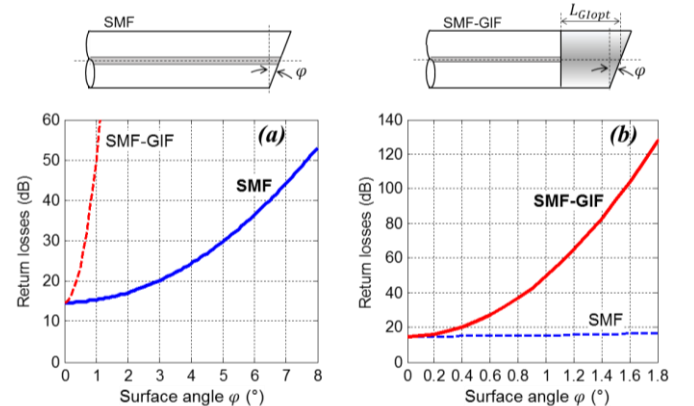 SMF
φ
SMF-GIF
L_GIopt
φ
(a)
SMF-GIF
SMF
Return losses (dB)
60
50
40
30
20
10
0
0 1 2 3 4 5 6 7 8
Surface angle φ (°)
(b)
SMF-GIF
SMF
Return losses (dB)
140
120
100
80
60
40
20
0
0 0.2 0.4 0.6 0.8 1.0 1.2 1.4 1.6 1.8
Surface angle φ (°)